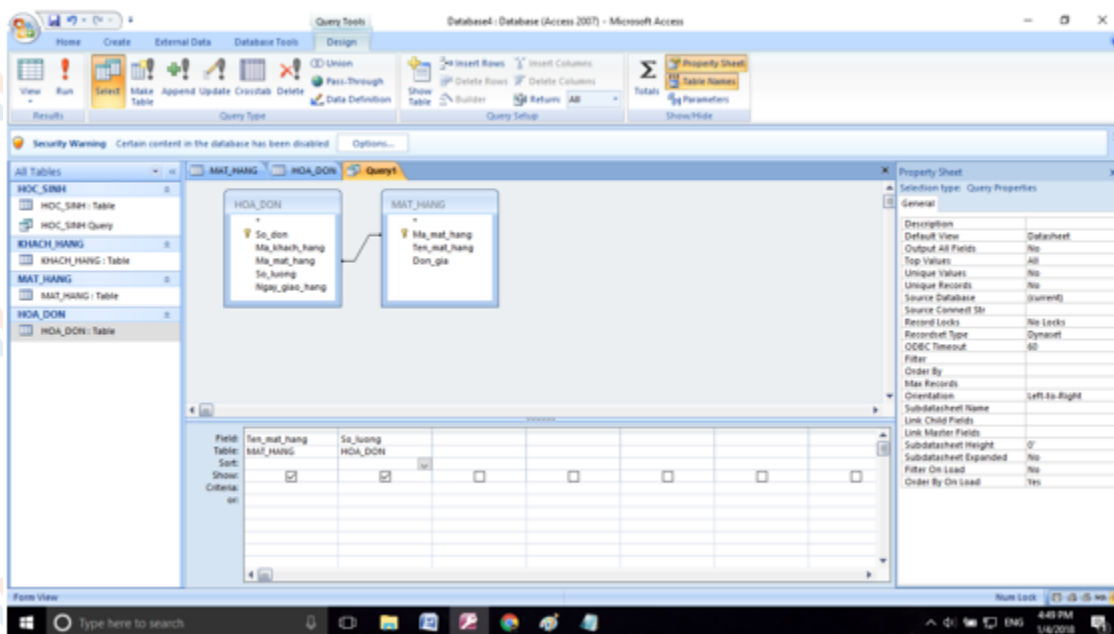 Query Tools
Database4 : Database (Access 2007) - Microsoft Access
Home Create External Data Database Tools Design
View Run
Select Make Table Append Update Crosstab Delete
Union
Pass-Through
Data Definition
Show Table
Insert Rows Insert Columns
Delete Rows Delete Columns
Builder Return: All
Totals
Property Sheet
Table Names
Parameters
Results Query Type Query Setup Show/Hide
Security Warning Certain content in the database has been disabled Options...
All Tables
HOC_SINH
HOC_SINH : Table
HOC_SINH Query
KHACH_HANG
KHACH_HANG : Table
MAT_HANG
MAT_HANG : Table
HOA_DON
HOA_DON : Table
MAT_HANG HOA_DON Query1
HOA_DON
*
So_don
Ma_khach_hang
Ma_mat_hang
So_luong
Ngay_giao_hang
MAT_HANG
*
Ma_mat_hang
Ten_mat_hang
Don_gia
Field: Ten_mat_hang So_luong
Table: MAT_HANG HOA_DON
Sort:
Show:
Criteria:
or:
Property Sheet
Selection type: Query Properties
General
Description
Default View Datasheet
Output All Fields No
Top Values All
Unique Values No
Unique Records No
Source Database (current)
Source Connect Str
Record Locks No Locks
Recordset Type Dynaset
ODBC Timeout 60
Filter
Order By
Max Records
Orientation Left-to-Right
Subdatasheet Name
Link Child Fields
Link Master Fields
Subdatasheet Height 0"
Subdatasheet Expanded No
Filter On Load No
Order By On Load Yes
Form View Num Lock
Type here to search
ENG
4:49 PM
1/4/2018